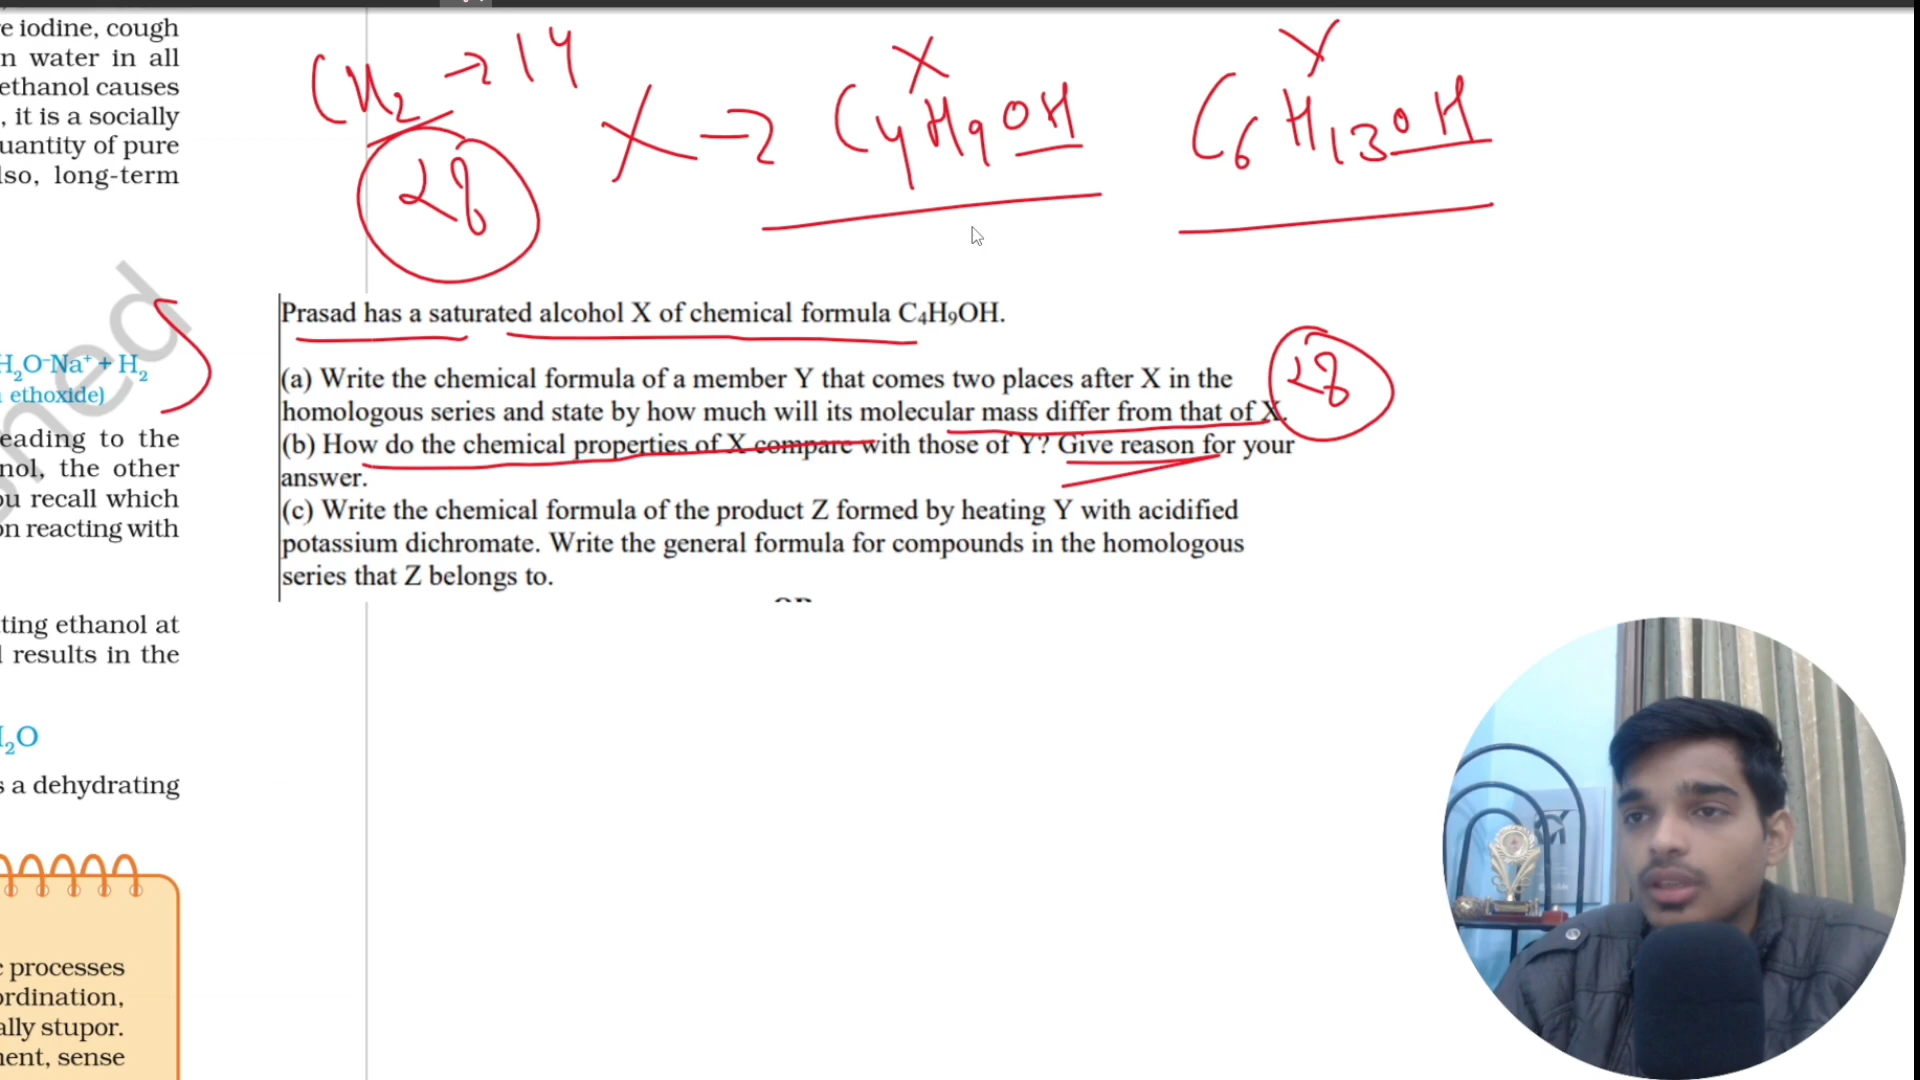 e iodine, cough
n water in all
ethanol causes
, it is a socially
uantity of pure
lso, long-term
H₂O⁻Na⁺ + H₂
ethoxide)
eading to the
nol, the other
ou recall which
on reacting with
ting ethanol at
l results in the
I₂O
s a dehydrating
c processes
ordination,
ally stupor.
ment, sense
CH₂ → 14
28
X → C₄H₉OH
X
C₆H₁₃OH
Y
Prasad has a saturated alcohol X of chemical formula C₄H₉OH.
(a) Write the chemical formula of a member Y that comes two places after X in the
homologous series and state by how much will its molecular mass differ from that of X.
28
(b) How do the chemical properties of X compare with those of Y? Give reason for your
answer.
(c) Write the chemical formula of the product Z formed by heating Y with acidified
potassium dichromate. Write the general formula for compounds in the homologous
series that Z belongs to.